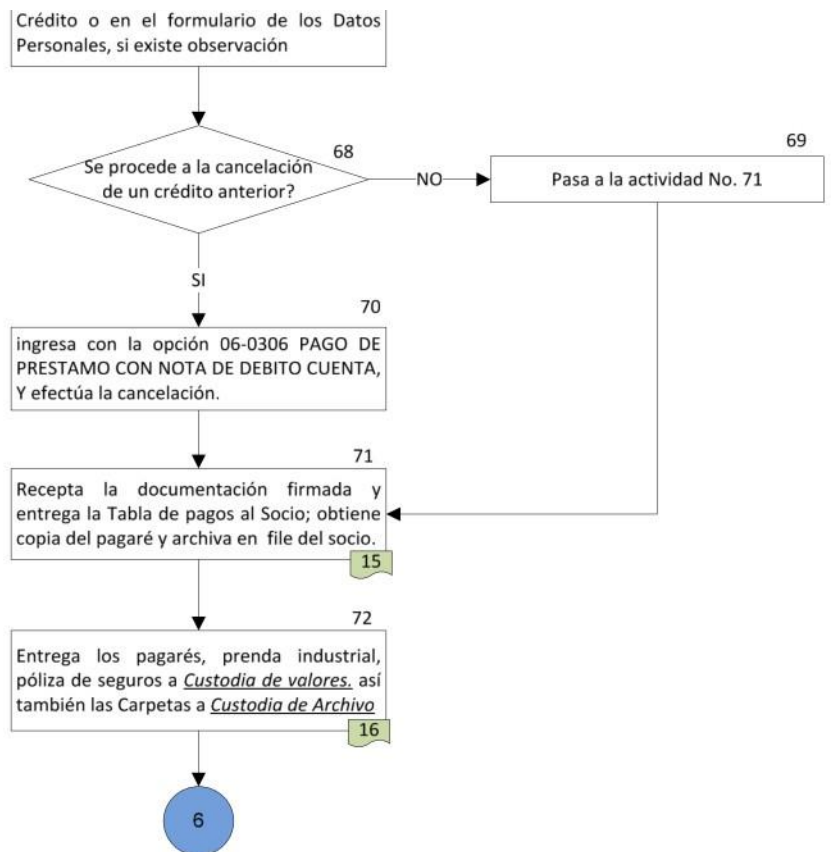 Crédito o en el formulario de los Datos
Personales, si existe observación
68
Se procede a la cancelación
de un crédito anterior?
NO
69
Pasa a la actividad No. 71
SI
70
ingresa con la opción 06-0306 PAGO DE
PRESTAMO CON NOTA DE DEBITO CUENTA,
Y efectúa la cancelación.
71
Recepta la documentación firmada y
entrega la Tabla de pagos al Socio; obtiene
copia del pagaré y archiva en file del socio.
15
72
Entrega los pagarés, prenda industrial,
póliza de seguros a Custodia de valores. así
también las Carpetas a Custodia de Archivo
16
6